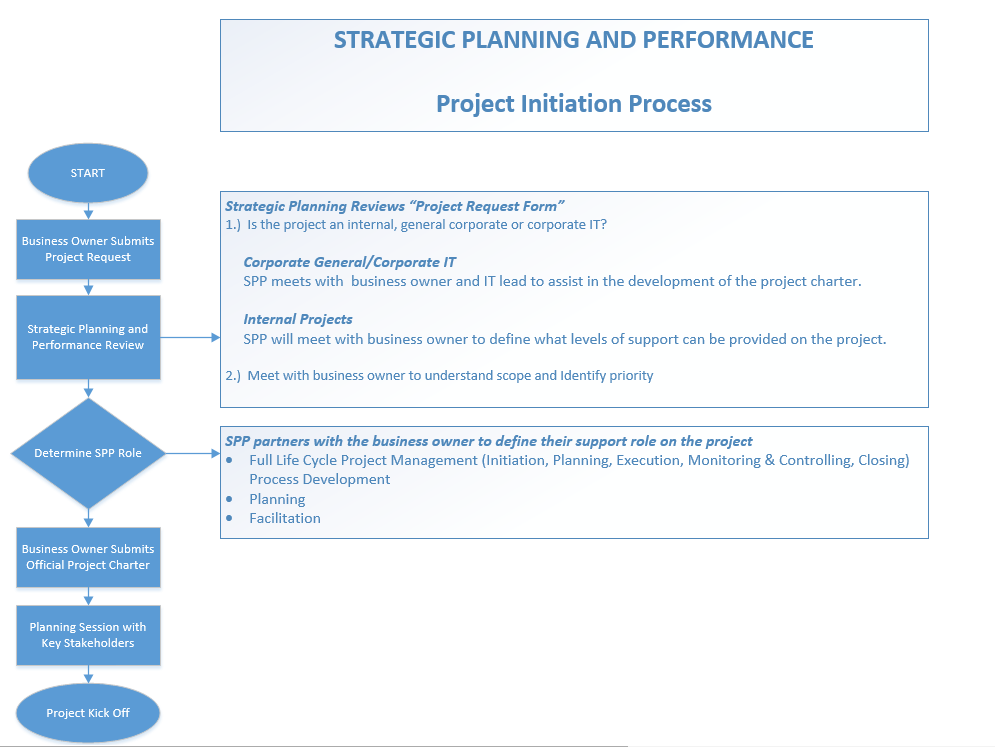 STRATEGIC PLANNING AND PERFORMANCE
Project Initiation Process
START
Business Owner Submits
Project Request
Strategic Planning and
Performance Review
Strategic Planning Reviews “Project Request Form”
1.) Is the project an internal, general corporate or corporate IT?
Corporate General/Corporate IT
SPP meets with business owner and IT lead to assist in the development of the project charter.
Internal Projects
SPP will meet with business owner to define what levels of support can be provided on the project.
2.) Meet with business owner to understand scope and Identify priority
Determine SPP Role
SPP partners with the business owner to define their support role on the project
• Full Life Cycle Project Management (Initiation, Planning, Execution, Monitoring & Controlling, Closing)
Process Development
• Planning
• Facilitation
Business Owner Submits
Official Project Charter
Planning Session with
Key Stakeholders
Project Kick Off